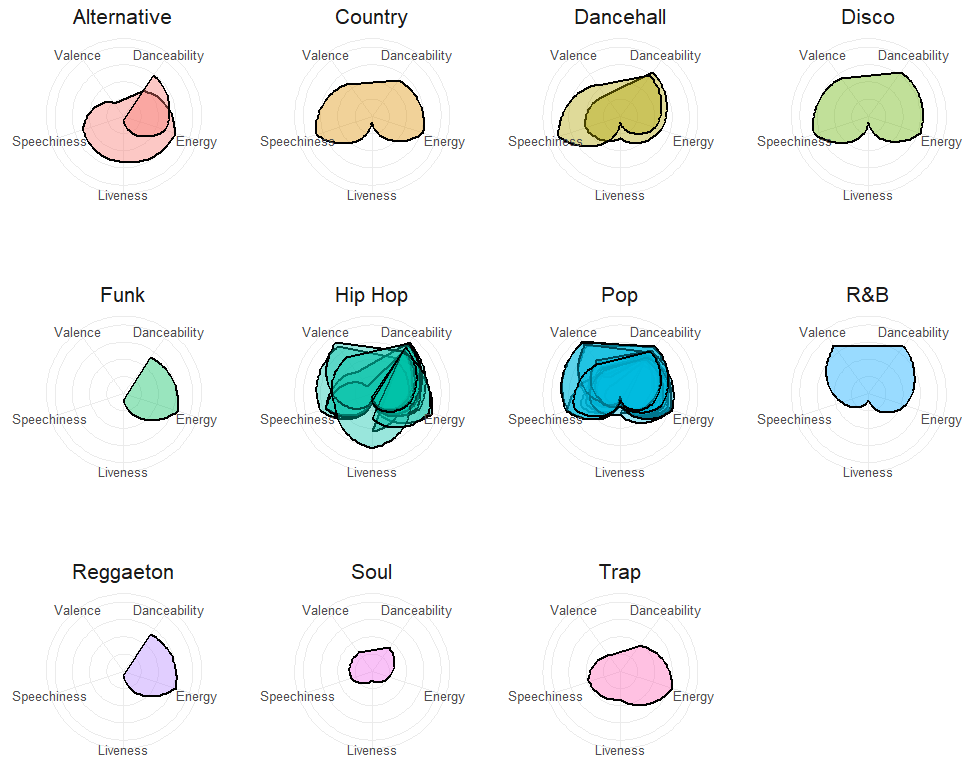 Alternative
Country
Dancehall
Disco
Valence Danceability
Valence Danceability
Valence Danceability
Valence Danceability
Speechiness Energy
Speechiness Energy
Speechiness Energy
Speechiness Energy
Liveness
Liveness
Liveness
Liveness
Funk
Hip Hop
Pop
R&B
Valence Danceability
Valence Danceability
Valence Danceability
Valence Danceability
Speechiness Energy
Speechiness Energy
Speechiness Energy
Speechiness Energy
Liveness
Liveness
Liveness
Liveness
Reggaeton
Soul
Trap
Valence Danceability
Valence Danceability
Valence Danceability
Speechiness Energy
Speechiness Energy
Speechiness Energy
Liveness
Liveness
Liveness